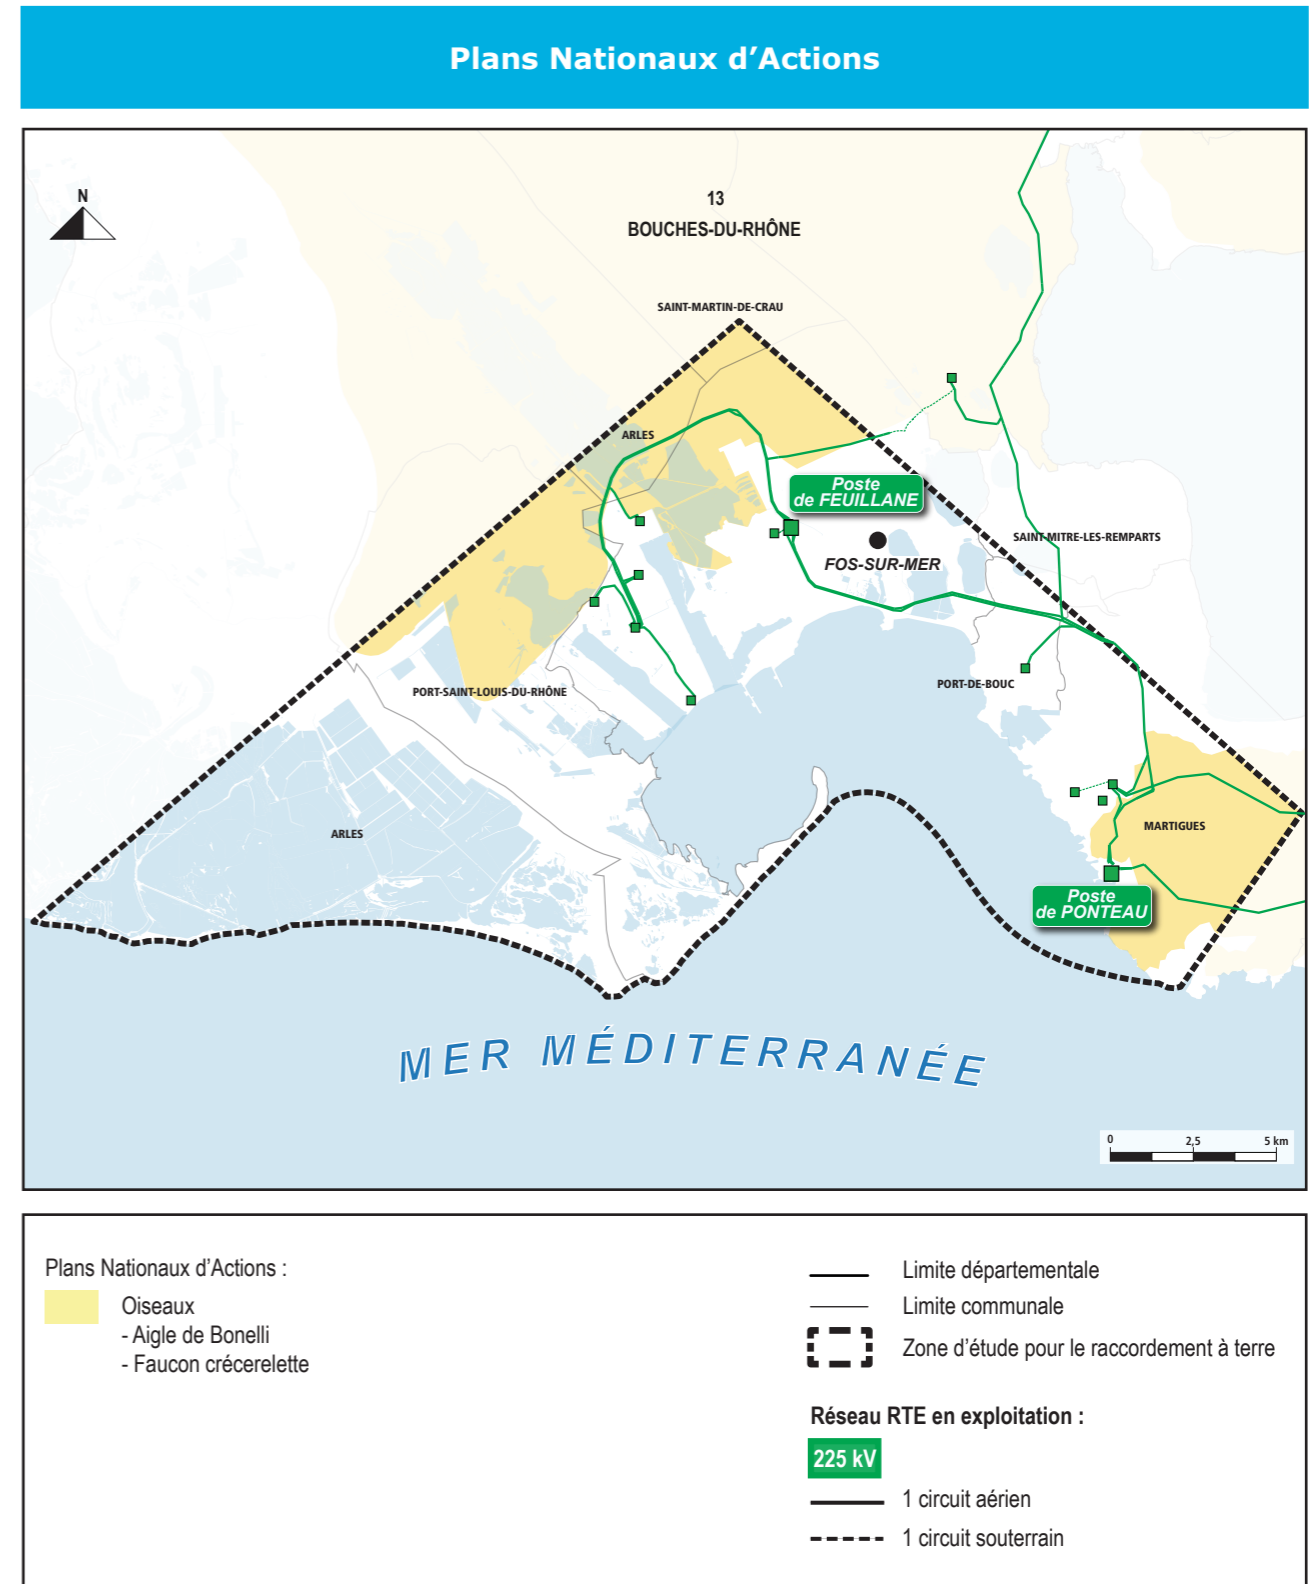 Plans Nationaux d’Actions
N
13
BOUCHES-DU-RHÔNE
SAINT-MARTIN-DE-CRAU
ARLES
Poste
de FEUILLANE
FOS-SUR-MER
SAINT-MITRE-LES-REMPARTS
PORT-SAINT-LOUIS-DU-RHÔNE
PORT-DE-BOUC
ARLES
MARTIGUES
Poste
de PONTEAU
MER MÉDITERRANÉE
0 2,5 5 km
Plans Nationaux d’Actions :
Oiseaux
- Aigle de Bonelli
- Faucon crécerelette
Limite départementale
Limite communale
Zone d’étude pour le raccordement à terre
Réseau RTE en exploitation :
225 kV
1 circuit aérien
1 circuit souterrain